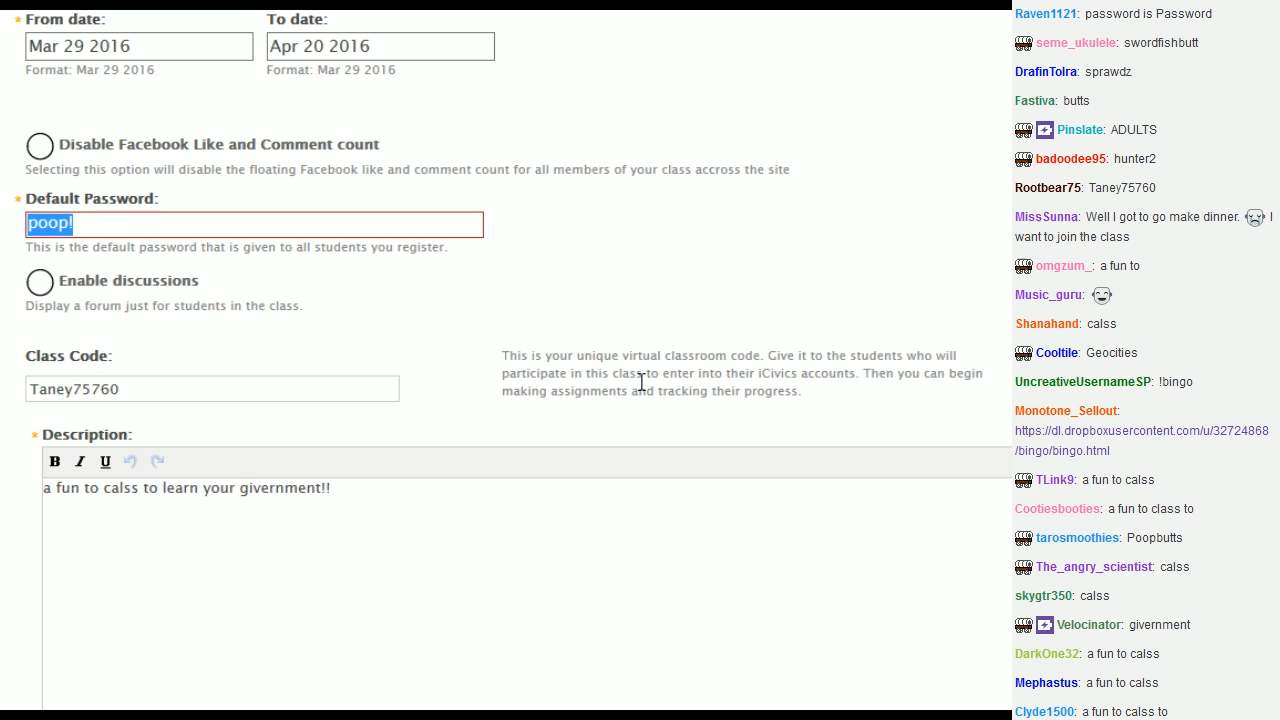 * From date:
To date:
Mar 29 2016
Apr 20 2016
Format: Mar 29 2016
Format: Mar 29 2016
Disable Facebook Like and Comment count
Selecting this option will disable the floating Facebook like and comment count for all members of your class accross the site
* Default Password:
poop!
This is the default password that is given to all students you register.
Enable discussions
Display a forum just for students in the class.
Class Code:
Taney75760
This is your unique virtual classroom code. Give it to the students who will
participate in this class to enter into their iCivics accounts. Then you can begin
making assignments and tracking their progress.
* Description:
B I U
a fun to calss to learn your givernment!!
Raven1121: password is Password
seme_ukulele: swordfishbutt
DrafinTolra: sprawdz
Fastiva: butts
Pinslate: ADULTS
badoodee95: hunter2
Rootbear75: Taney75760
MissSunna: Well I got to go make dinner. I
want to join the class
omgzum_: a fun to
Music_guru:
Shanahand: calss
Cooltile: Geocities
UncreativeUsernameSP: !bingo
Monotone_Sellout:
https://dl.dropboxusercontent.com/u/32724868
/bingo/bingo.html
TLink9: a fun to calss
Cootiesbooties: a fun to class to
tarosmoothies: Poopbutts
The_angry_scientist: calss
skygtr350: calss
Velocinator: givernment
DarkOne32: a fun to calss
Mephastus: a fun to calss
Clyde1500: a fun to calss to